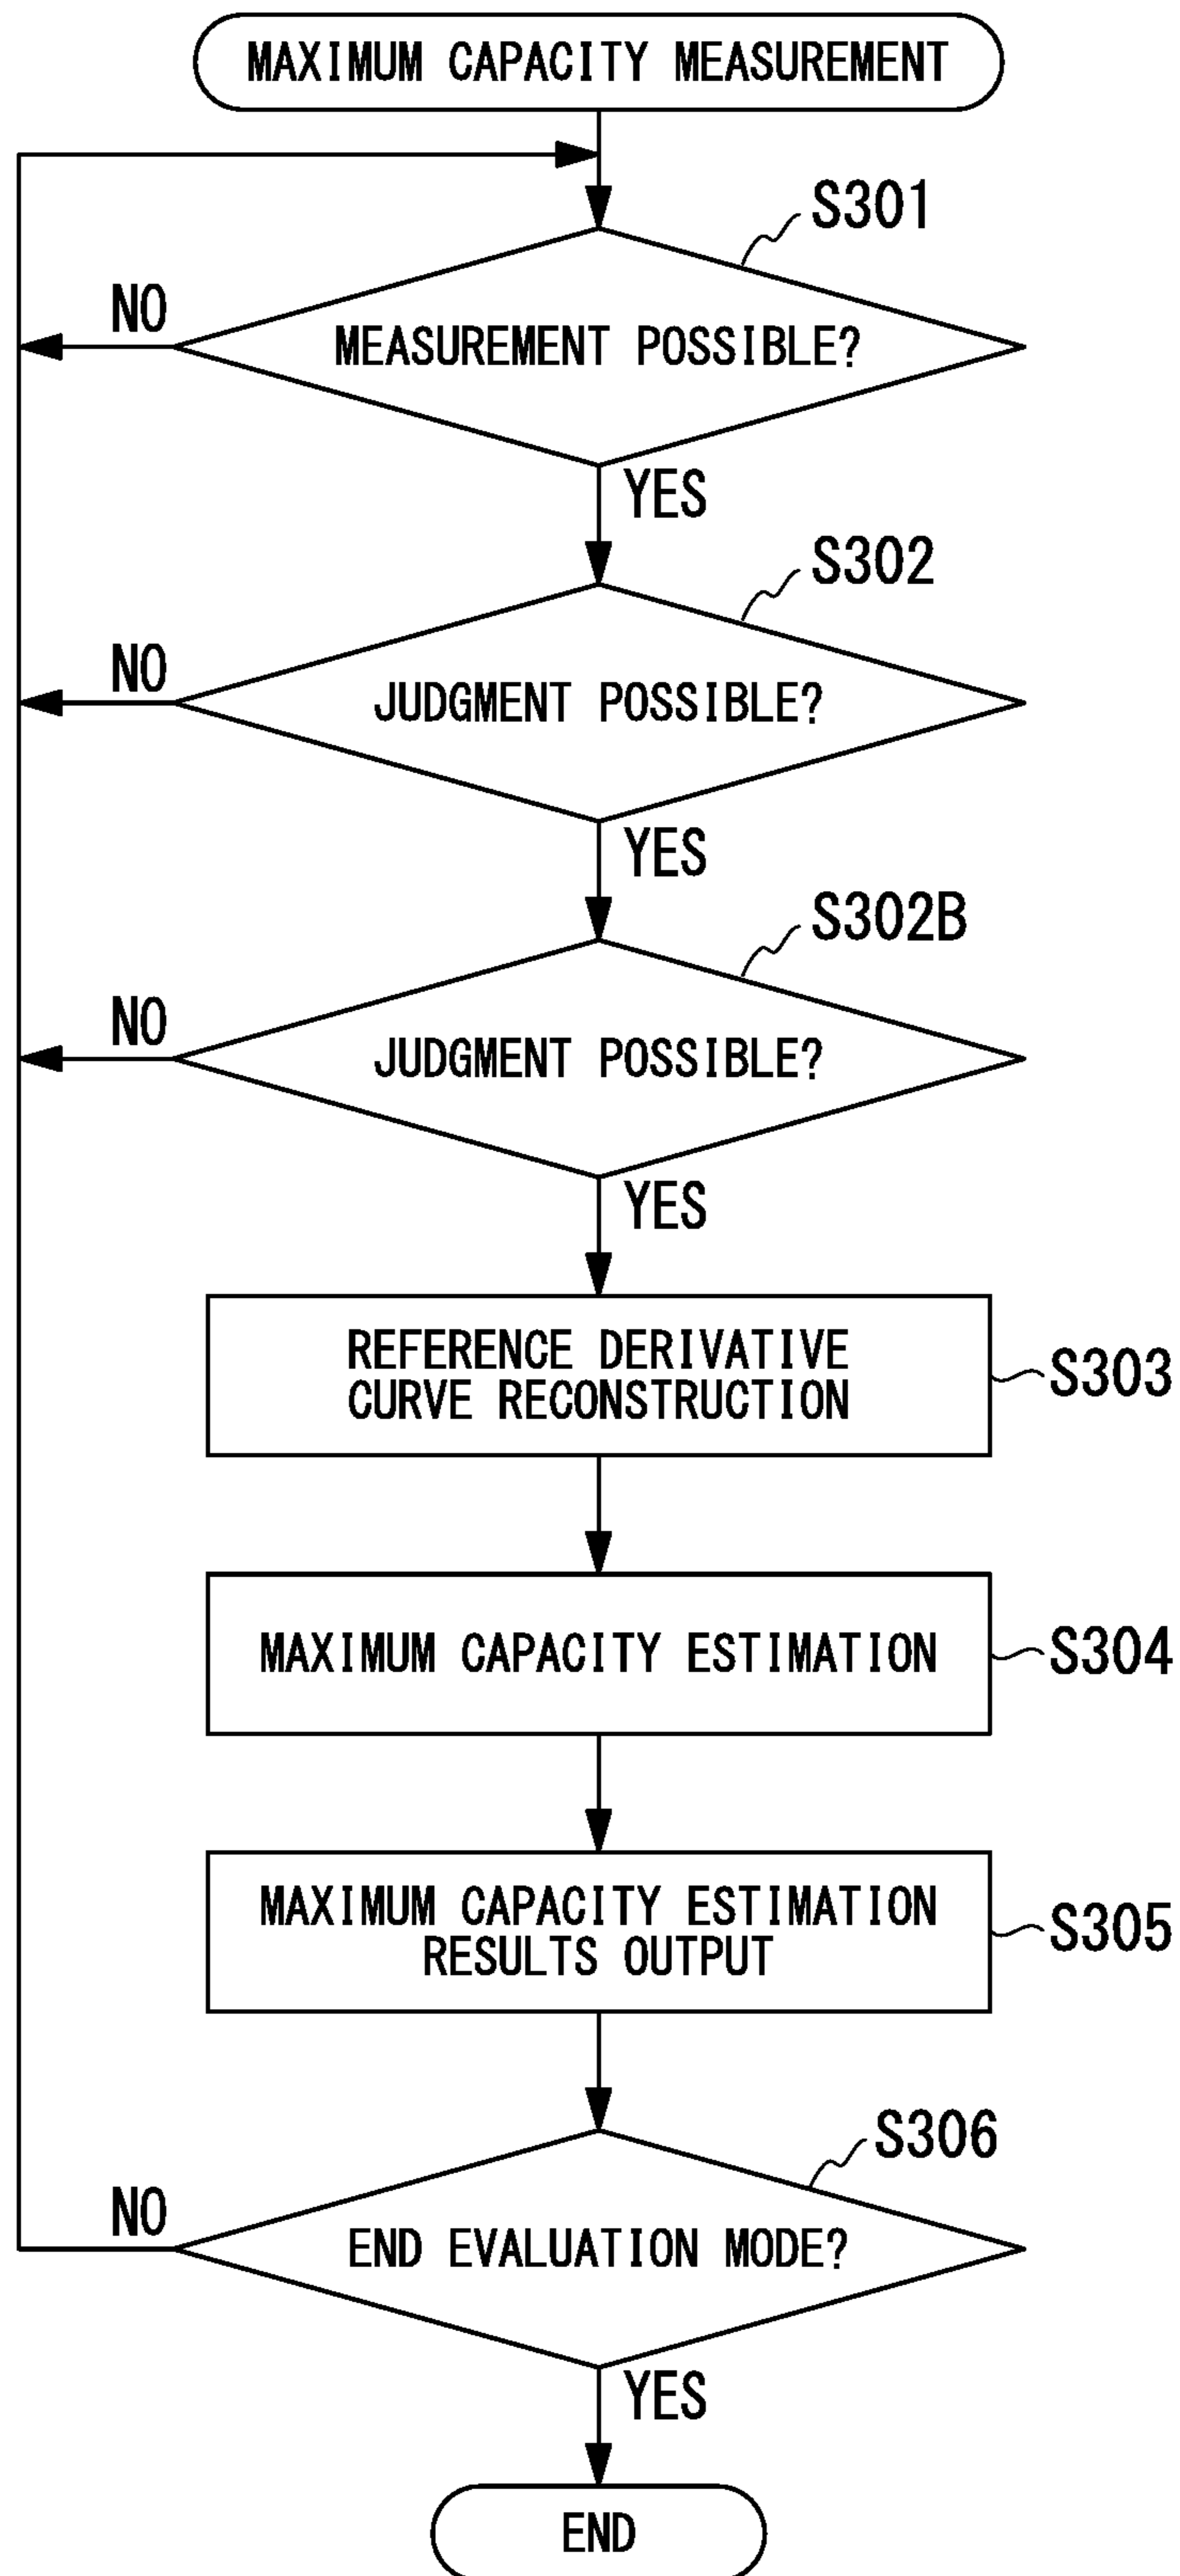 MAXIMUM CAPACITY MEASUREMENT
S301
NO
MEASUREMENT POSSIBLE?
YES
S302
NO
JUDGMENT POSSIBLE?
YES
S302B
NO
JUDGMENT POSSIBLE?
YES
REFERENCE DERIVATIVE
CURVE RECONSTRUCTION
S303
MAXIMUM CAPACITY ESTIMATION
S304
MAXIMUM CAPACITY ESTIMATION
RESULTS OUTPUT
S305
S306
NO
END EVALUATION MODE?
YES
END